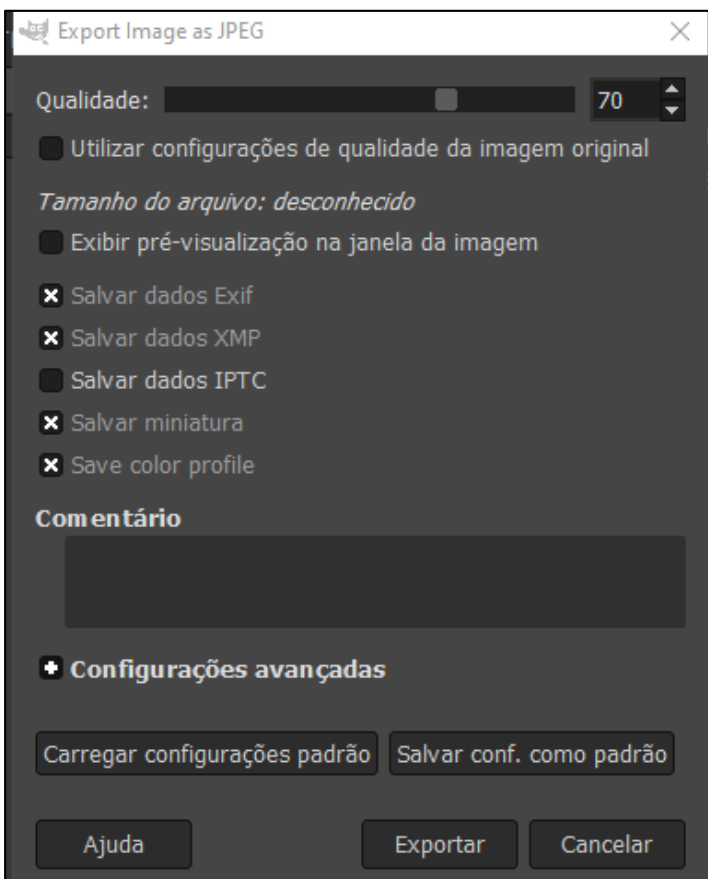 Export Image as JPEG
Qualidade: 70
Utilizar configurações de qualidade da imagem original
Tamanho do arquivo: desconhecido
Exibir pré-visualização na janela da imagem
Salvar dados Exif
Salvar dados XMP
Salvar dados IPTC
Salvar miniatura
Save color profile
Comentário
Configurações avançadas
Carregar configurações padrão Salvar conf. como padrão
Ajuda Exportar Cancelar